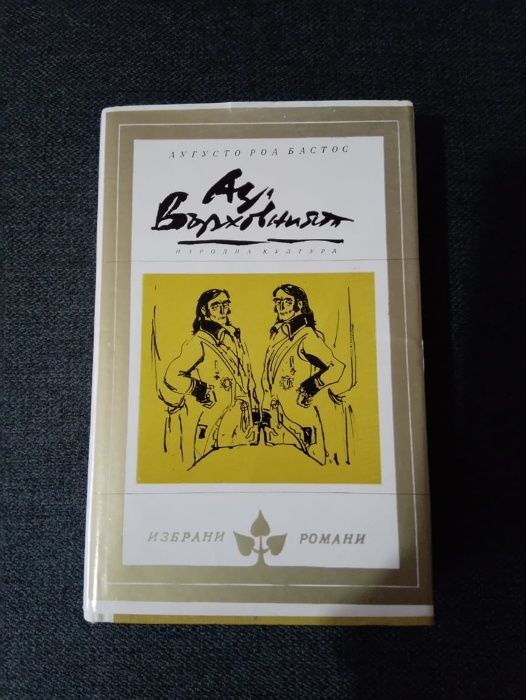 АУГУСТО РОА БАСТОС
Аз,
Върховният
НАРОДНА КУЛТУРА
ИЗБРАНИ РОМАНИ